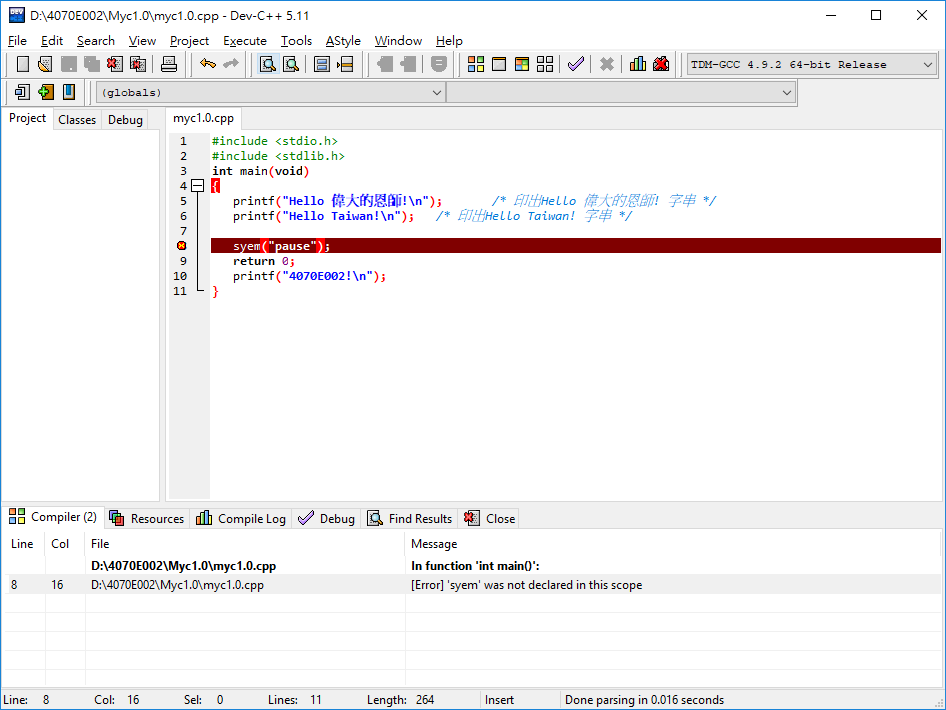 D:\4070E002\Myc1.0\myc1.0.cpp - Dev-C++ 5.11
File Edit Search View Project Execute Tools AStyle Window Help
TDM-GCC 4.9.2 64-bit Release
(globals)
Project Classes Debug
myc1.0.cpp
1 #include <stdio.h>
2 #include <stdlib.h>
3 int main(void)
4 {
5 printf("Hello 偉大的恩師!\n"); /* 印出Hello 偉大的恩師! 字串 */
6 printf("Hello Taiwan!\n"); /* 印出Hello Taiwan! 字串 */
7
syem("pause");
9 return 0;
10 printf("4070E002!\n");
11 }
Compiler (2) Resources Compile Log Debug Find Results Close
Line Col File Message
D:\4070E002\Myc1.0\myc1.0.cpp In function 'int main()':
8 16 D:\4070E002\Myc1.0\myc1.0.cpp [Error] 'syem' was not declared in this scope
Line: 8 Col: 16 Sel: 0 Lines: 11 Length: 264 Insert Done parsing in 0.016 seconds